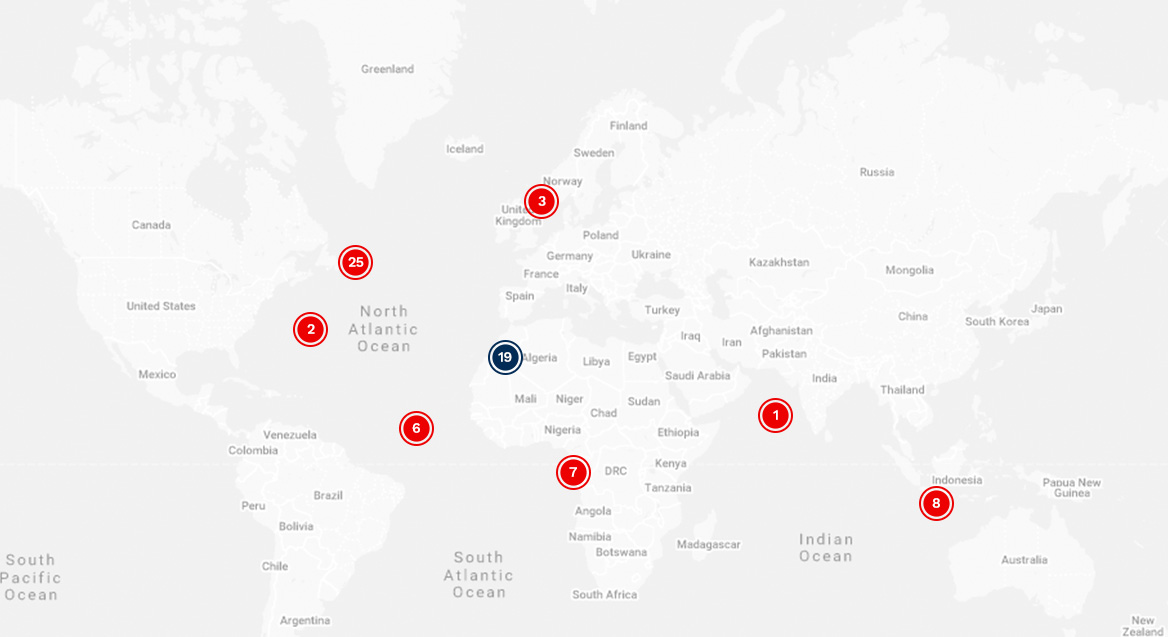 Greenland
Iceland
Finland
Sweden
Norway
Russia
3
United
Kingdom
Canada
Poland
Germany
Ukraine
25
Kazakhstan
Mongolia
France
Italy
Spain
United States
North
Atlantic
Ocean
2
Turkey
Japan
China
South Korea
Afghanistan
Iraq
Iran
19
Algeria
Libya
Egypt
Pakistan
Mexico
Saudi Arabia
India
Thailand
Mali
Niger
Sudan
Chad
1
6
Nigeria
Ethiopia
Venezuela
Colombia
7
DRC
Kenya
Tanzania
Indonesia
Papua New
Guinea
8
Brazil
Peru
Angola
Bolivia
Namibia
Botswana
Madagascar
Indian
Ocean
South
Pacific
Ocean
South
Atlantic
Ocean
Chile
Australia
South Africa
Argentina
New
Zealand